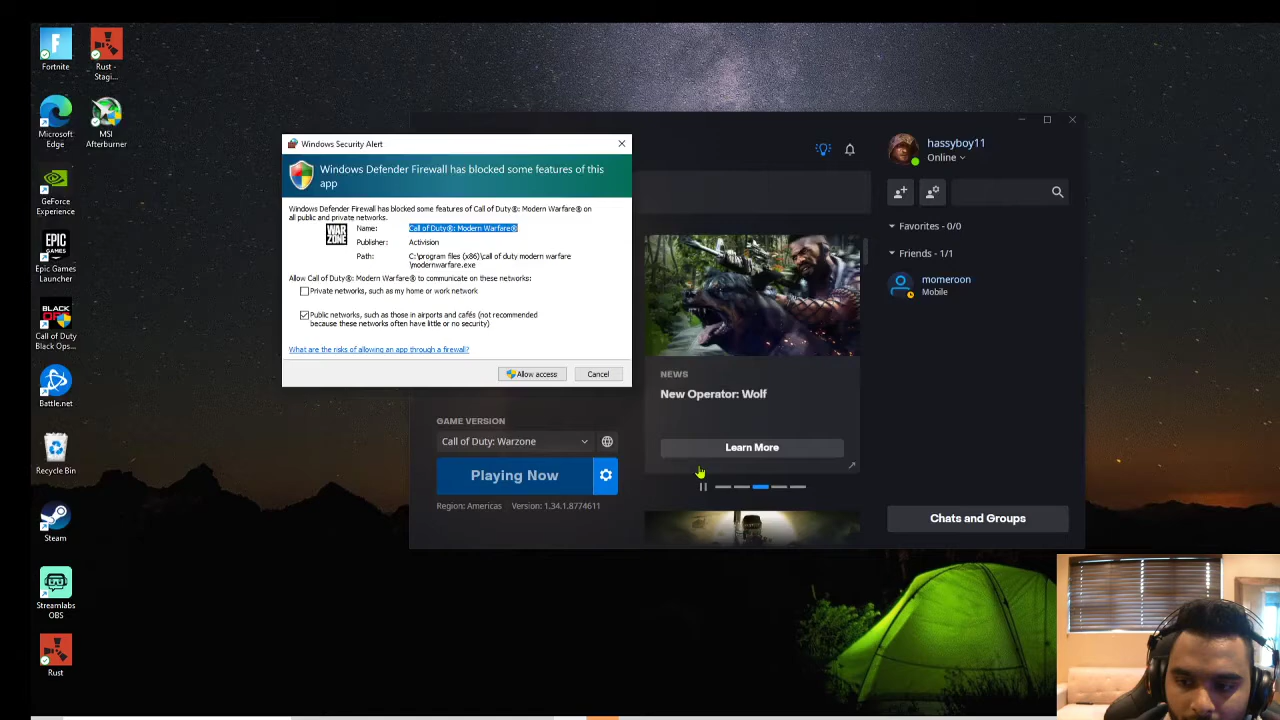 Fortnite
Rust -
Stagi...
Microsoft
Edge
MSI
Afterburner
GeForce
Experience
EPIC
GAMES
Epic Games
Launcher
BLACK
OPS
Call of Duty
Black Ops...
Battle.net
Recycle Bin
Steam
Streamlabs
OBS
Rust
Windows Security Alert
Windows Defender Firewall has blocked some features of this
app
Windows Defender Firewall has blocked some features of Call of Duty®: Modern Warfare® on
all public and private networks.
WAR
ZONE
Name: Call of Duty®: Modern Warfare®
Publisher: Activision
Path: C:\program files (x86)\call of duty modern warfare
\modernwarfare.exe
Allow Call of Duty®: Modern Warfare® to communicate on these networks:
Private networks, such as my home or work network
Public networks, such as those in airports and cafés (not recommended
because these networks often have little or no security)
What are the risks of allowing an app through a firewall?
Allow access Cancel
GAME VERSION
Call of Duty: Warzone
Playing Now
Region: Americas Version: 1.34.1.8774611
NEWS
New Operator: Wolf
Learn More
hassyboy11
Online
Favorites - 0/0
Friends - 1/1
momeroon
Mobile
Chats and Groups